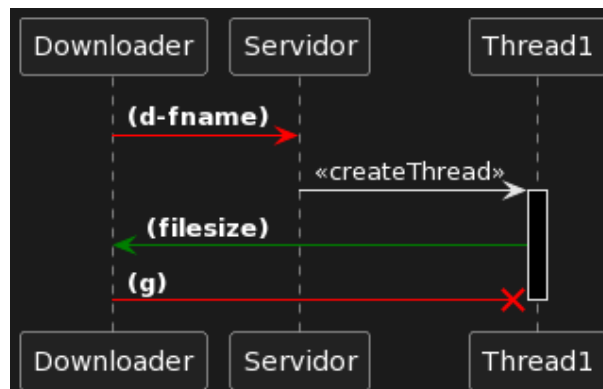 Downloader Servidor Thread1
(d-fname)
«createThread»
(filesize)
(g)
Downloader Servidor Thread1